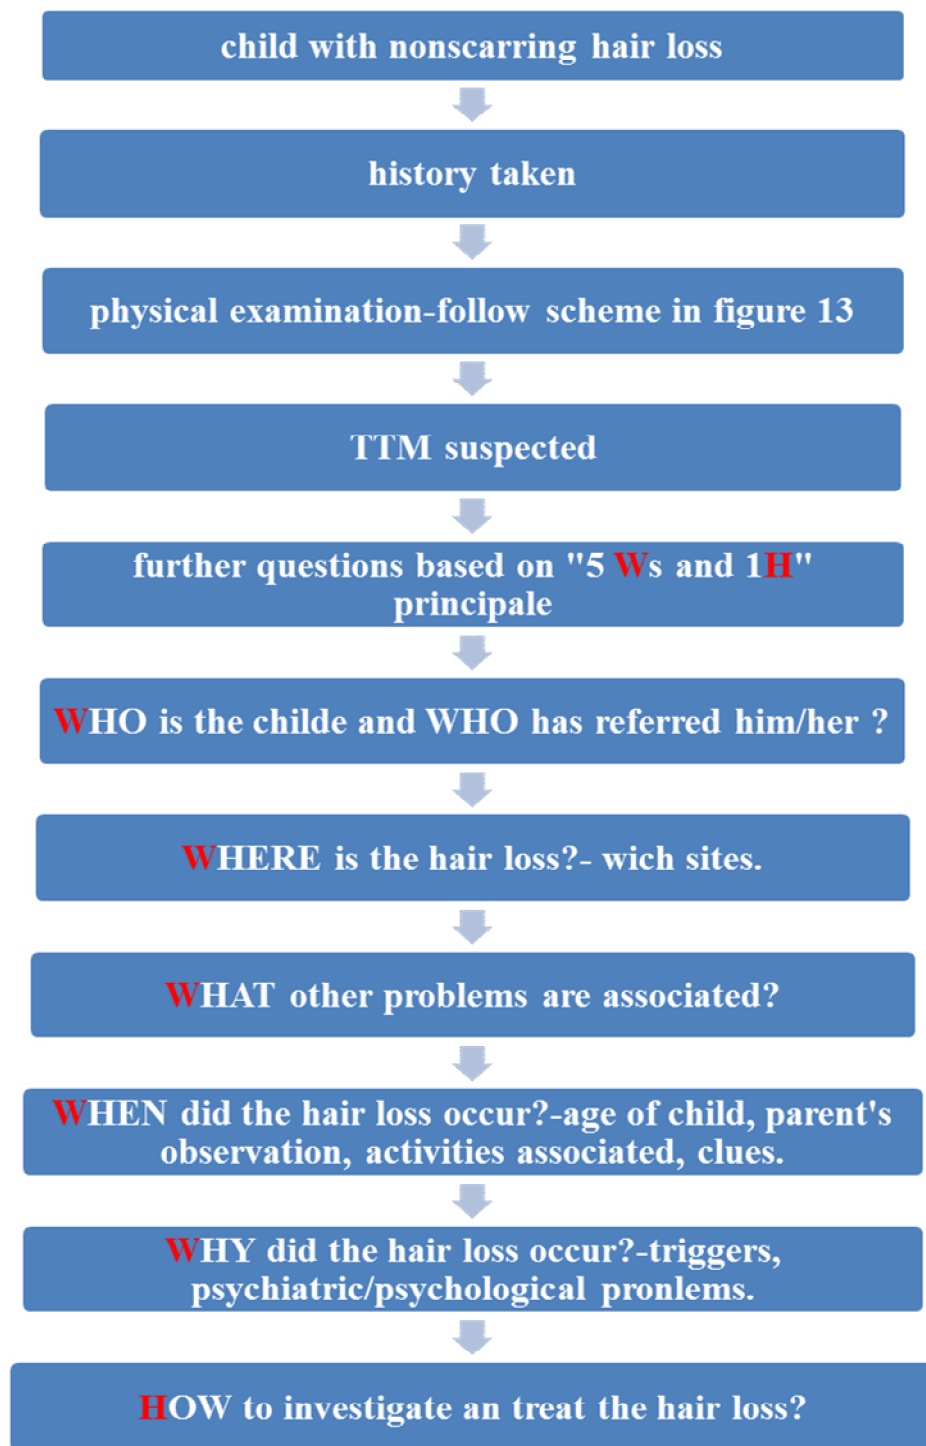 child with nonscarring hair loss
history taken
physical examination-follow scheme in figure 13
TTM suspected
further questions based on "5 Ws and 1H"
principale
WHO is the childe and WHO has referred him/her ?
WHERE is the hair loss?- wich sites.
WHAT other problems are associated?
WHEN did the hair loss occur?-age of child, parent's
observation, activities associated, clues.
WHY did the hair loss occur?-triggers,
psychiatric/psychological pronlems.
HOW to investigate an treat the hair loss?